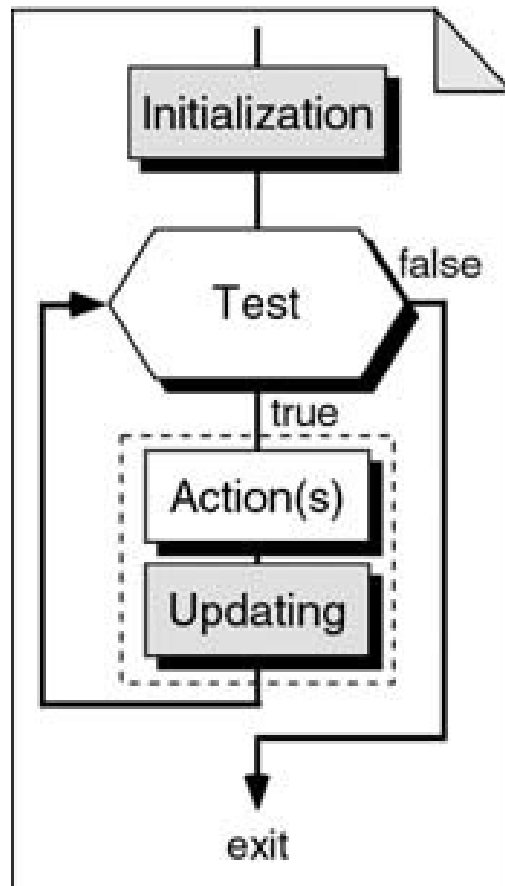 Initialization
false
Test
true
Action(s)
Updating
exit